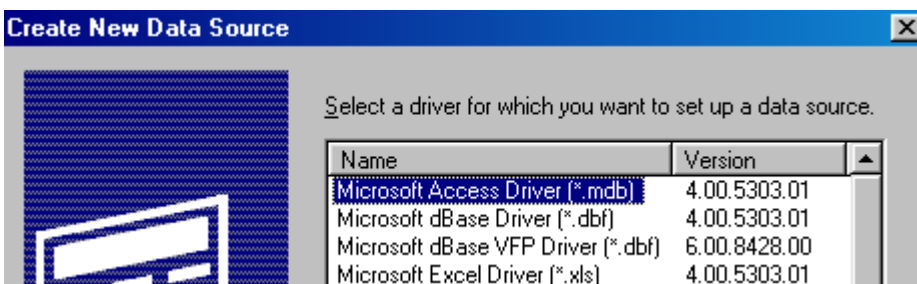 Create New Data Source
Select a driver for which you want to set up a data source.
Name Version
Microsoft Access Driver (*.mdb) 4.00.5303.01
Microsoft dBase Driver (*.dbf) 4.00.5303.01
Microsoft dBase VFP Driver (*.dbf) 6.00.8428.00
Microsoft Excel Driver (*.xls) 4.00.5303.01